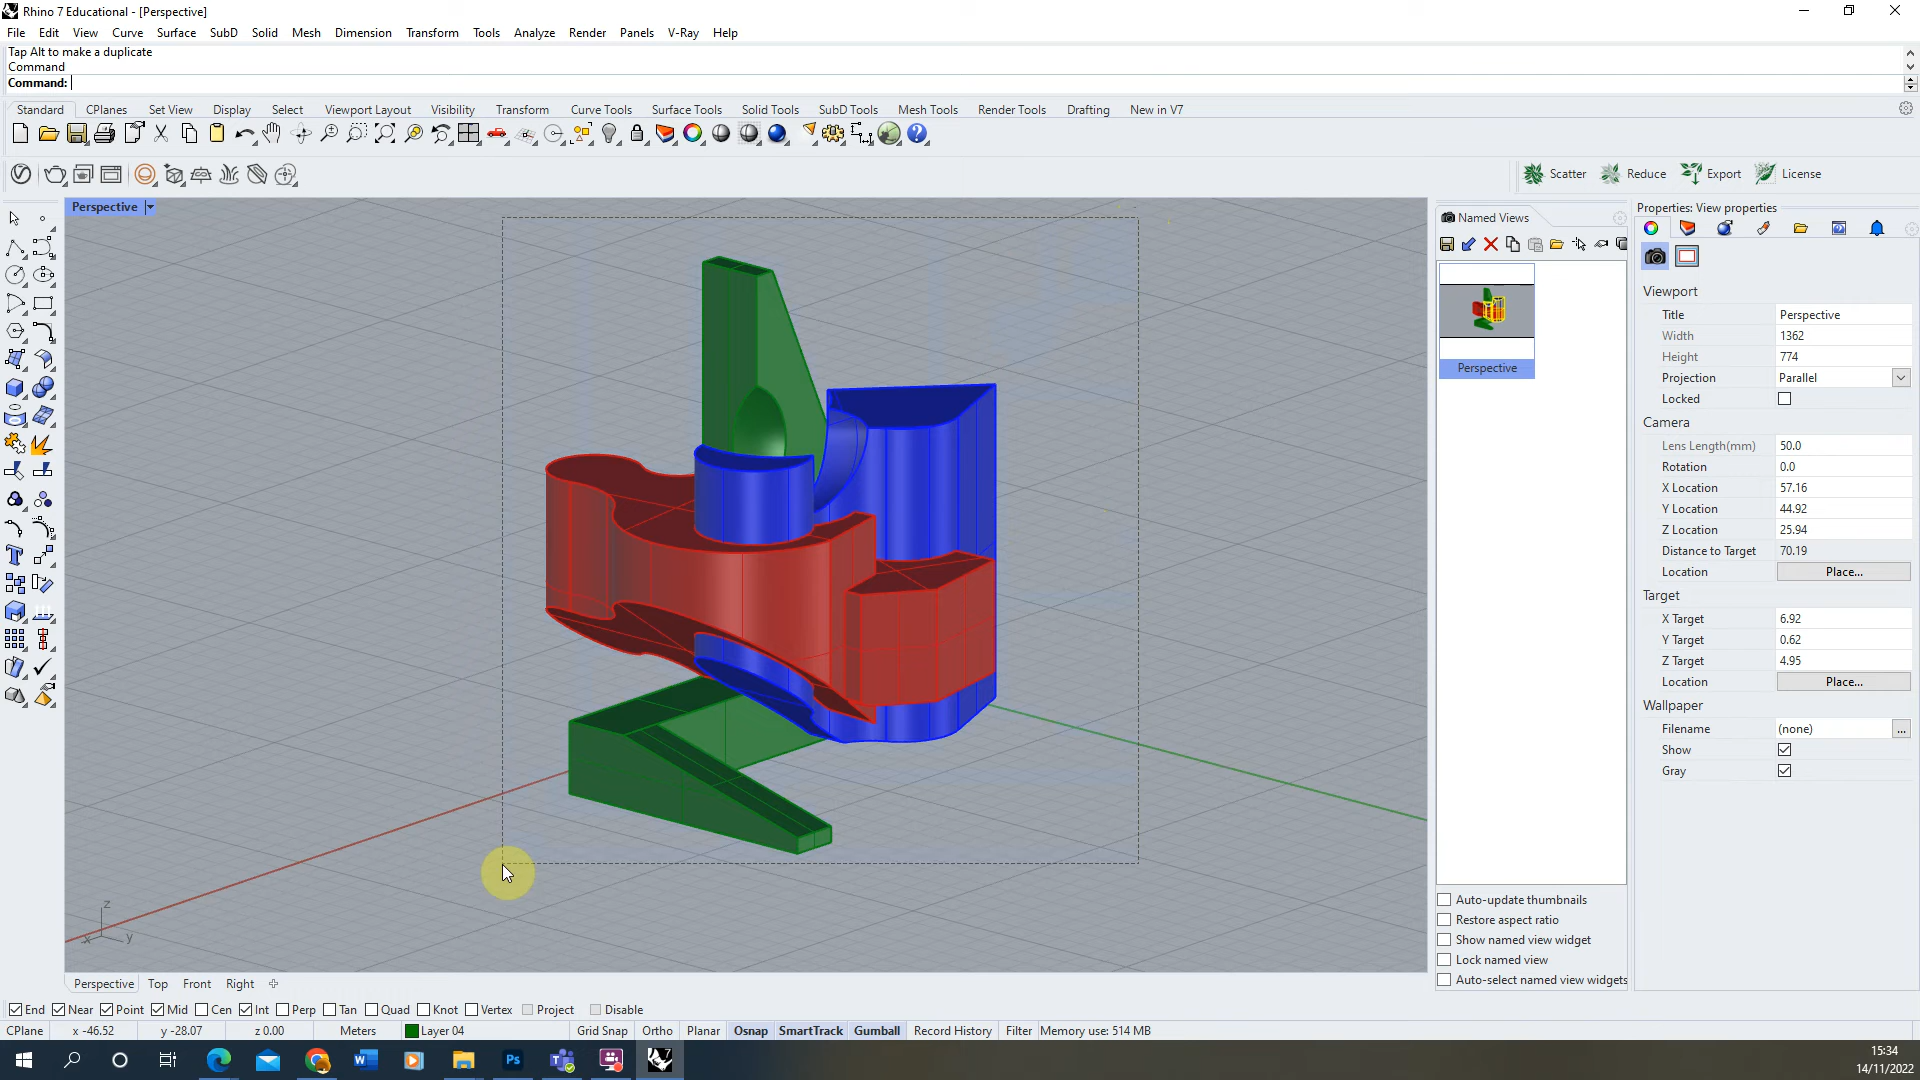 Rhino 7 Educational - [Perspective]
File Edit View Curve Surface SubD Solid Mesh Dimension Transform Tools Analyze Render Panels V-Ray Help
Tap Alt to make a duplicate
Command
Command:
Standard CPlanes Set View Display Select Viewport Layout Visibility Transform Curve Tools Surface Tools Solid Tools SubD Tools Mesh Tools Render Tools Drafting New in V7
Scatter Reduce Export License
Perspective
Named Views
Perspective
Auto-update thumbnails
Restore aspect ratio
Show named view widget
Lock named view
Auto-select named view widgets
Properties: View properties
Viewport
Title Perspective
Width 1362
Height 774
Projection Parallel
Locked
Camera
Lens Length(mm) 50.0
Rotation 0.0
X Location 57.16
Y Location 44.92
Z Location 25.94
Distance to Target 70.19
Location Place...
Target
X Target 6.92
Y Target 0.62
Z Target 4.95
Location Place...
Wallpaper
Filename (none) ...
Show
Gray
z
x y
Perspective Top Front Right
End Near Point Mid Cen Int Perp Tan Quad Knot Vertex Project Disable
CPlane x -46.52 y -28.07 z 0.00 Meters Layer 04 Grid Snap Ortho Planar Osnap SmartTrack Gumball Record History Filter Memory use: 514 MB
15:34
14/11/2022